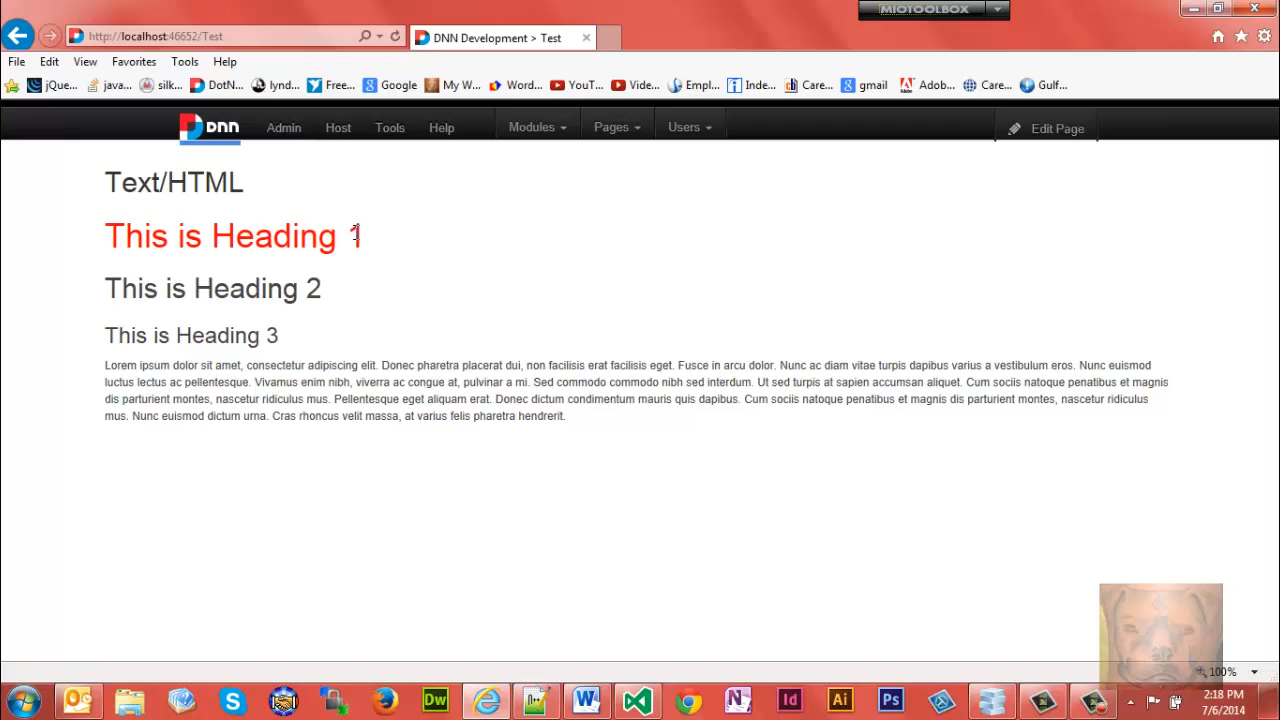 MIOTOOLBOX
http://localhost:46652/Test
DNN Development > Test
File Edit View Favorites Tools Help
jQue... java... silk... DotN... lynd... Free... Google My W... Word... YouT... Vide... Empl... Inde... Care... gmail Adob... Care... Gulf...
DNN Admin Host Tools Help Modules Pages Users Edit Page
Text/HTML
This is Heading 1
This is Heading 2
This is Heading 3
Lorem ipsum dolor sit amet, consectetur adipiscing elit. Donec pharetra placerat dui, non facilisis erat facilisis eget. Fusce in arcu dolor. Nunc ac diam vitae turpis dapibus varius a vestibulum eros. Nunc euismod
luctus lectus ac pellentesque. Vivamus enim nibh, viverra ac congue at, pulvinar a mi. Sed commodo commodo nibh sed interdum. Ut sed turpis at sapien accumsan aliquet. Cum sociis natoque penatibus et magnis
dis parturient montes, nascetur ridiculus mus. Pellentesque eget aliquam erat. Donec dictum condimentum mauris quis dapibus. Cum sociis natoque penatibus et magnis dis parturient montes, nascetur ridiculus
mus. Nunc euismod dictum urna. Cras rhoncus velit massa, at varius felis pharetra hendrerit.
100%
Dw W N Id Ai Ps
2:18 PM
7/6/2014